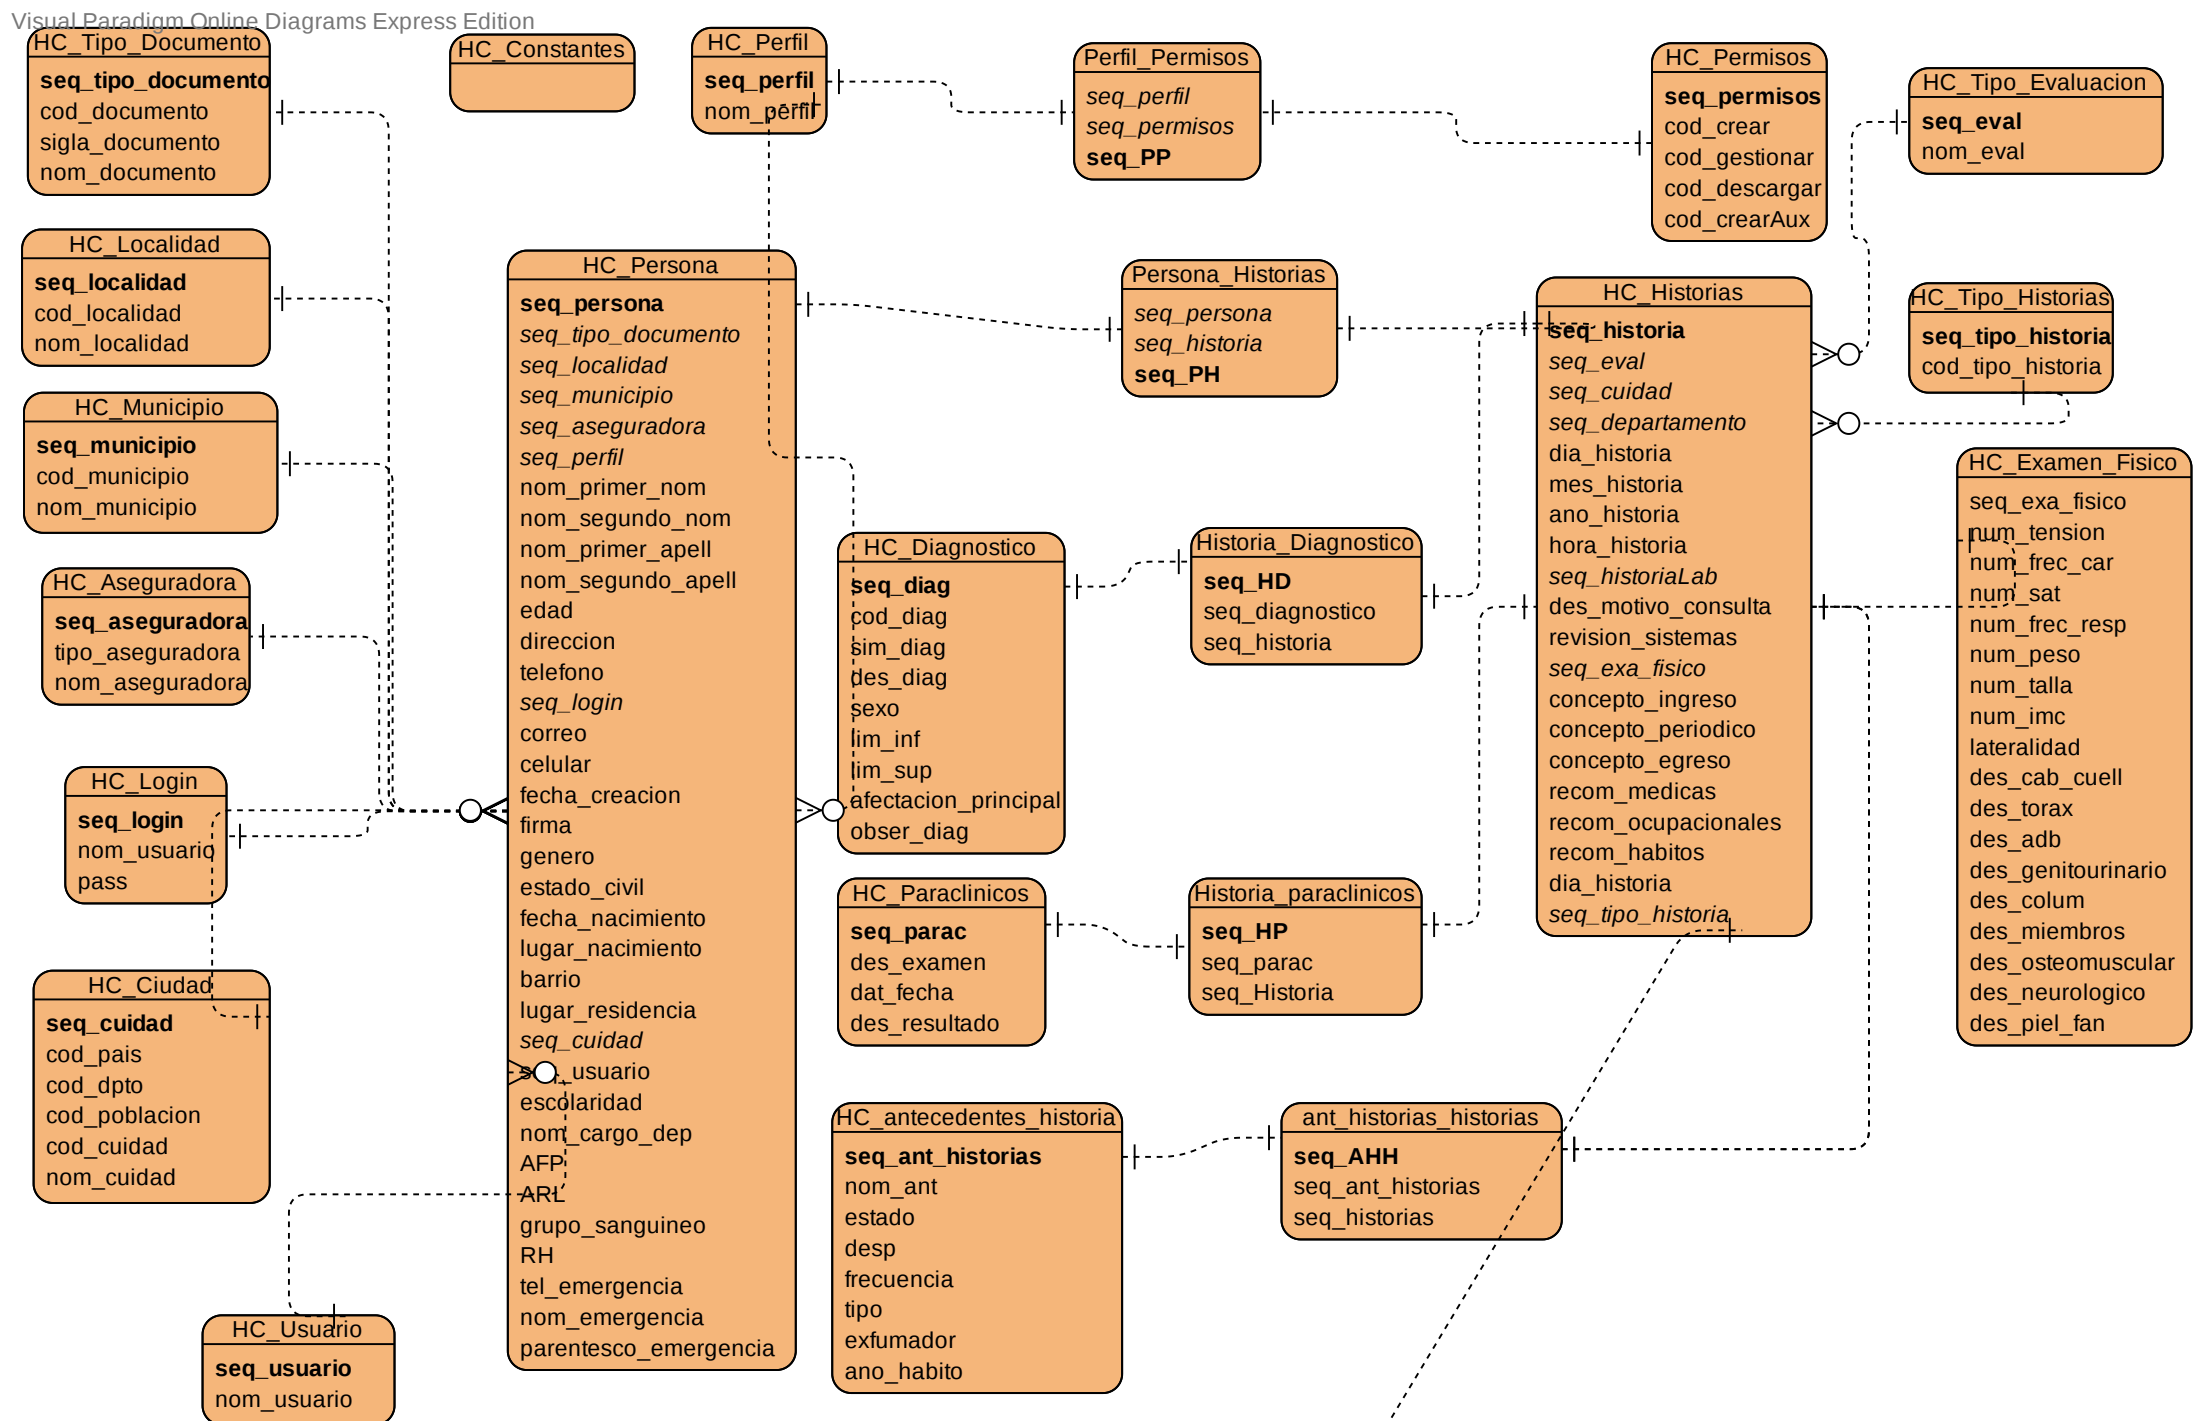 Visual Paradigm Online Diagrams Express Edition
HC_Tipo_Documento
seq_tipo_documento
cod_documento
sigla_documento
nom_documento
HC_Constantes
HC_Perfil
seq_perfil
nom_perfil
Perfil_Permisos
seq_perfil
seq_permisos
seq_PP
HC_Permisos
seq_permisos
cod_crear
cod_gestionar
cod_descargar
cod_crearAux
HC_Tipo_Evaluacion
seq_eval
nom_eval
HC_Localidad
seq_localidad
cod_localidad
nom_localidad
HC_Municipio
seq_municipio
cod_municipio
nom_municipio
HC_Aseguradora
seq_aseguradora
tipo_aseguradora
nom_aseguradora
HC_Login
seq_login
nom_usuario
pass
HC_Ciudad
seq_cuidad
cod_pais
cod_dpto
cod_poblacion
cod_cuidad
nom_cuidad
HC_Usuario
seq_usuario
nom_usuario
HC_Persona
seq_persona
seq_tipo_documento
seq_localidad
seq_municipio
seq_aseguradora
seq_perfil
nom_primer_nom
nom_segundo_nom
nom_primer_apell
nom_segundo_apell
edad
direccion
telefono
seq_login
correo
celular
fecha_creacion
firma
genero
estado_civil
fecha_nacimiento
lugar_nacimiento
barrio
lugar_residencia
seq_cuidad
seq_usuario
escolaridad
nom_cargo_dep
AFP
ARL
grupo_sanguineo
RH
tel_emergencia
nom_emergencia
parentesco_emergencia
Persona_Historias
seq_persona
seq_historia
seq_PH
HC_Diagnostico
seq_diag
cod_diag
sim_diag
des_diag
sexo
lim_inf
lim_sup
afectacion_principal
obser_diag
Historia_Diagnostico
seq_HD
seq_diagnostico
seq_historia
HC_Paraclinicos
seq_parac
des_examen
dat_fecha
des_resultado
Historia_paraclinicos
seq_HP
seq_parac
seq_Historia
HC_antecedentes_historia
seq_ant_historias
nom_ant
estado
desp
frecuencia
tipo
exfumador
ano_habito
ant_historias_historias
seq_AHH
seq_ant_historias
seq_historias
HC_Historias
seq_historia
seq_eval
seq_cuidad
seq_departamento
dia_historia
mes_historia
ano_historia
hora_historia
seq_historiaLab
des_motivo_consulta
revision_sistemas
seq_exa_fisico
concepto_ingreso
concepto_periodico
concepto_egreso
recom_medicas
recom_ocupacionales
recom_habitos
dia_historia
seq_tipo_historia
HC_Tipo_Historias
seq_tipo_historia
cod_tipo_historia
HC_Examen_Fisico
seq_exa_fisico
num_tension
num_frec_car
num_sat
num_frec_resp
num_peso
num_talla
num_imc
lateralidad
des_cab_cuell
des_torax
des_adb
des_genitourinario
des_colum
des_miembros
des_osteomuscular
des_neurologico
des_piel_fan